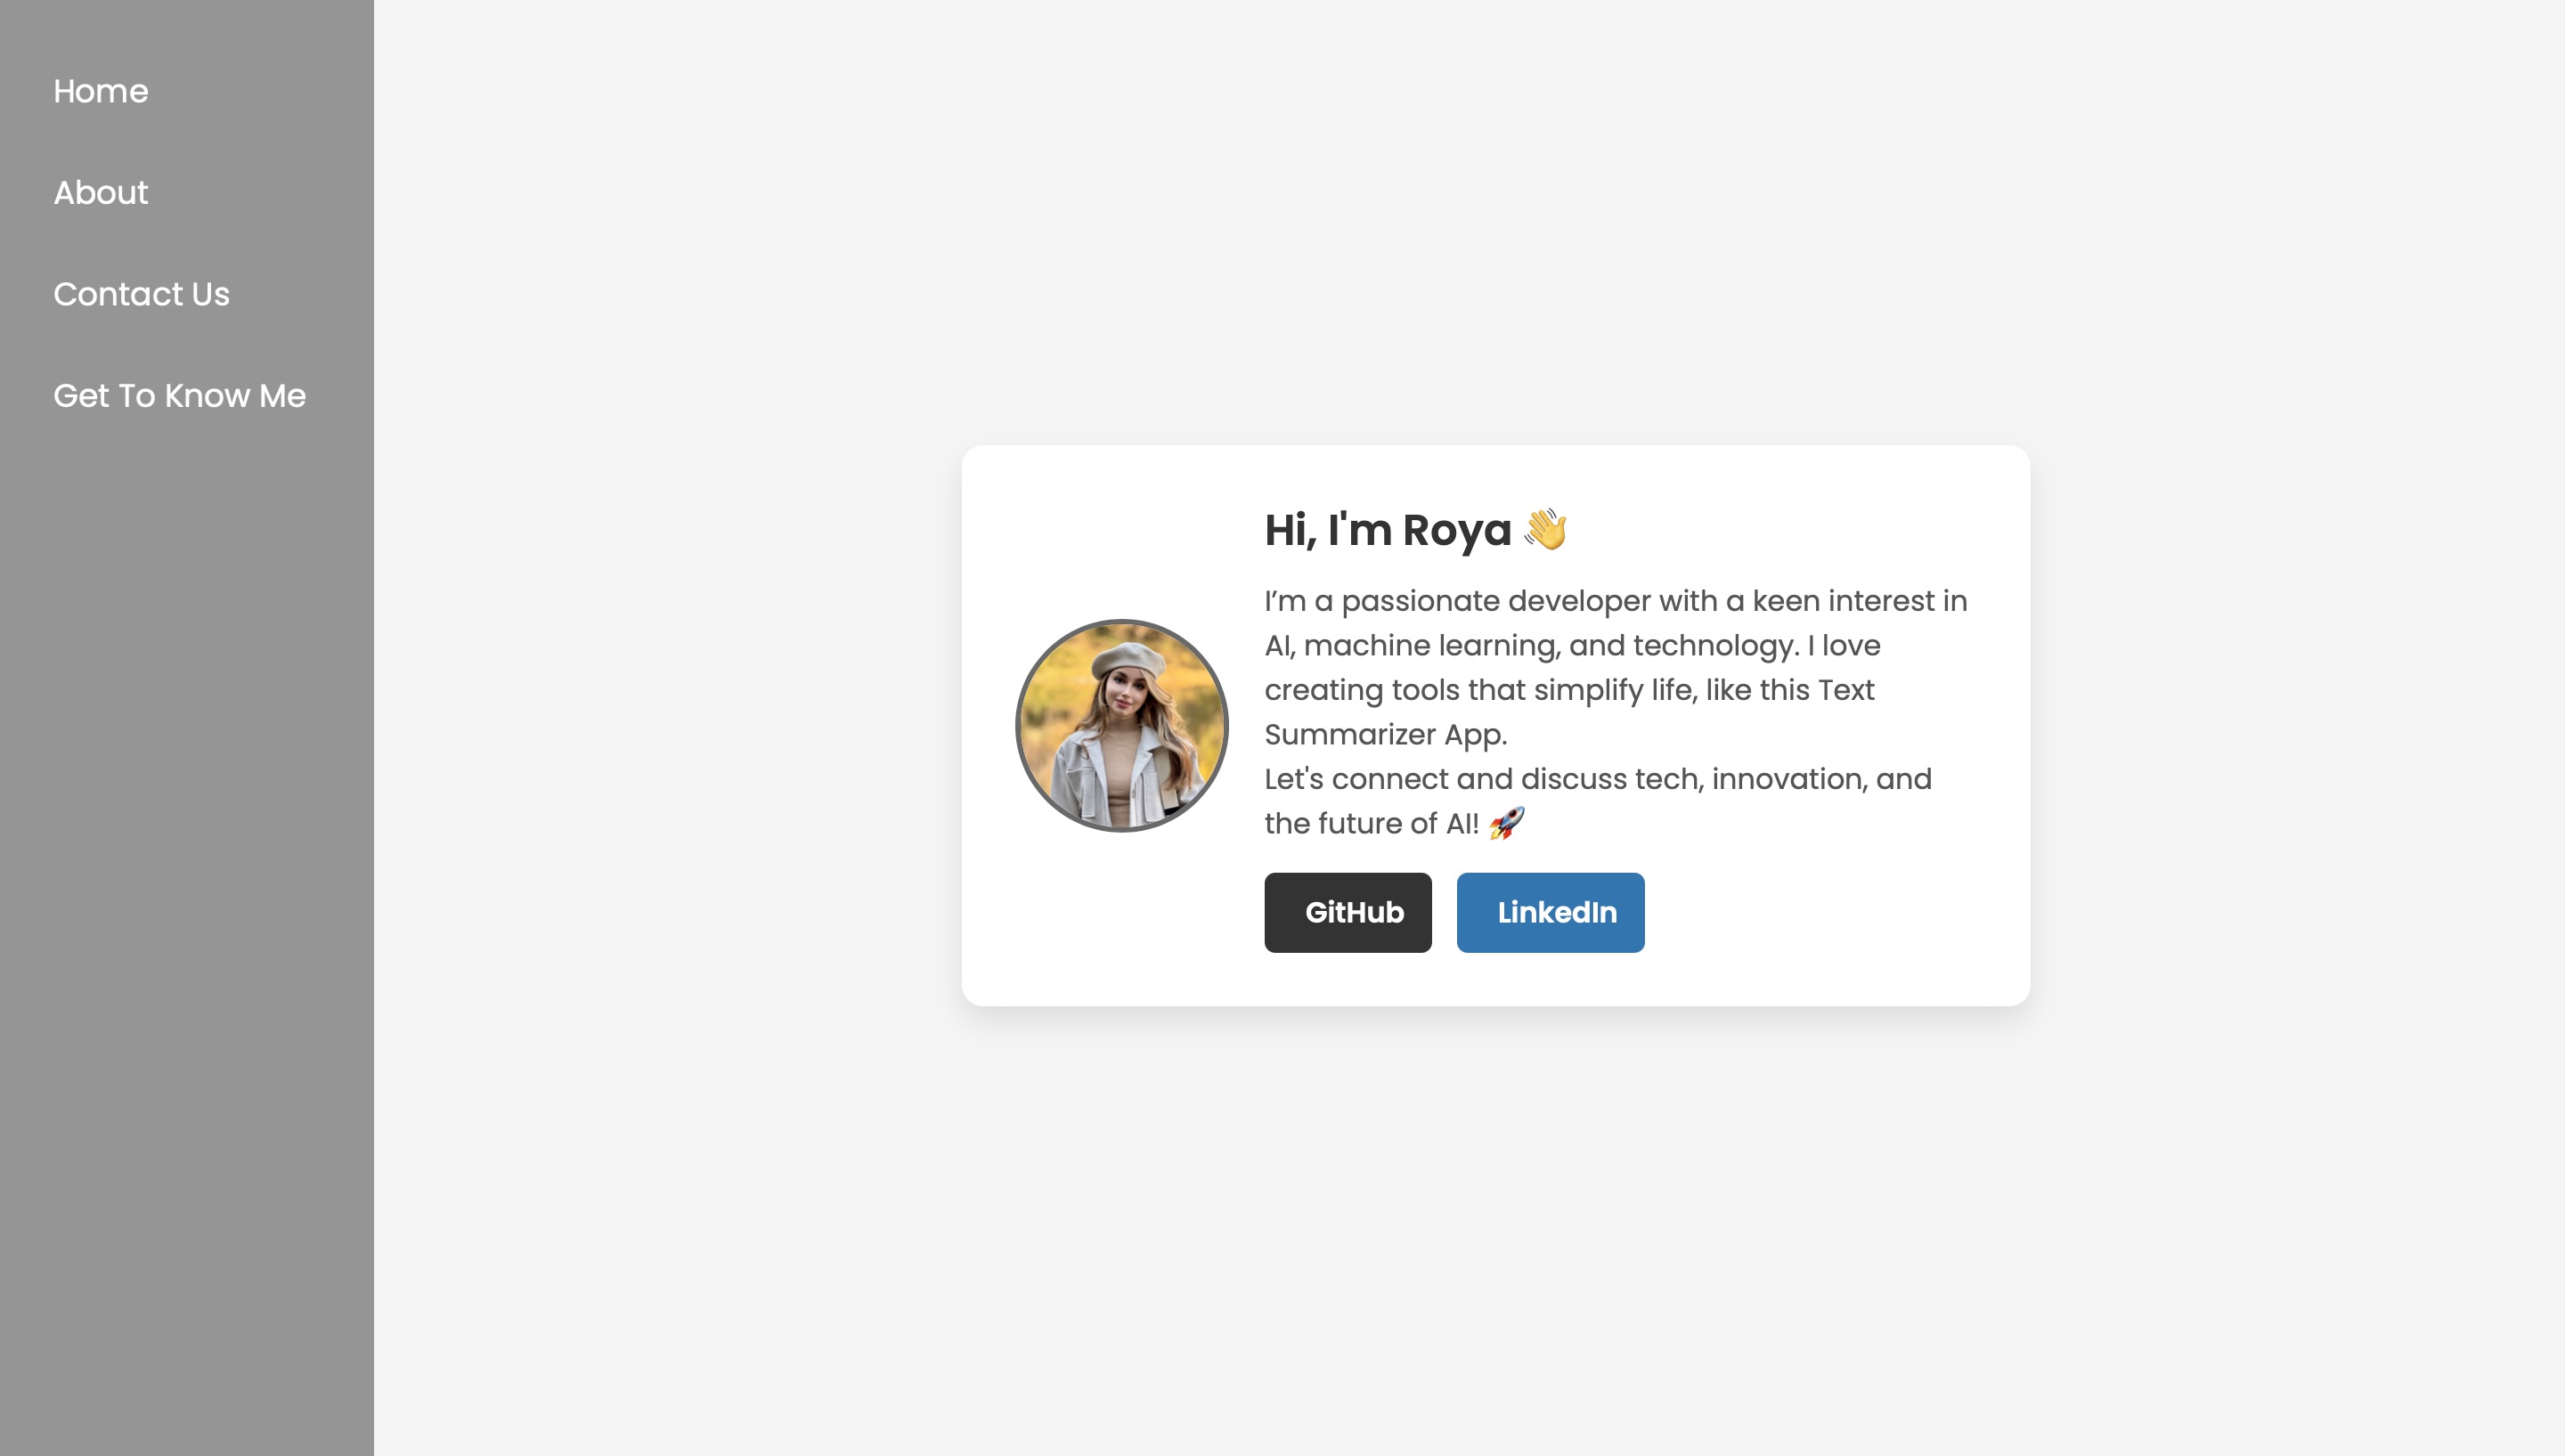 Home
About
Contact Us
Get To Know Me
Hi, I'm Roya 👋
I’m a passionate developer with a keen interest in
AI, machine learning, and technology. I love
creating tools that simplify life, like this Text
Summarizer App.
Let's connect and discuss tech, innovation, and
the future of AI! 🚀
GitHub
LinkedIn